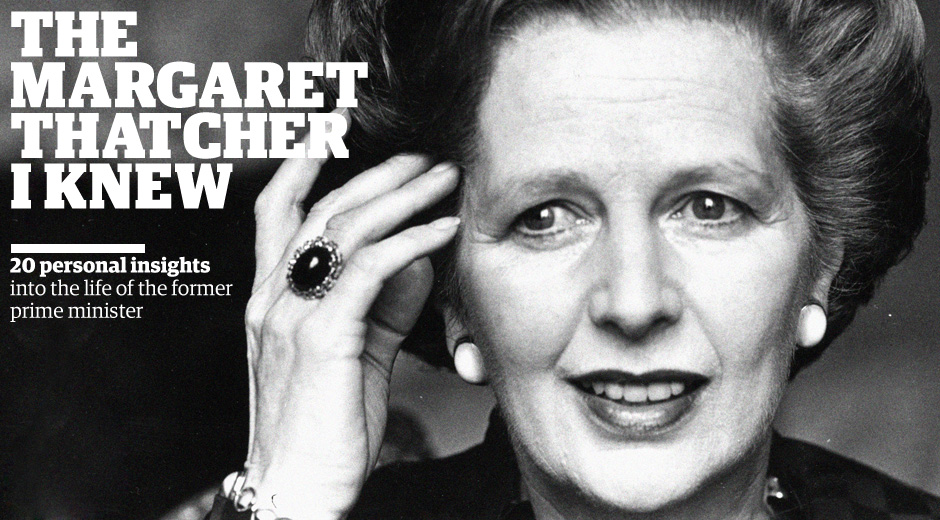 THE
MARGARET
THATCHER
I KNEW
20 personal insights
into the life of the former
prime minister